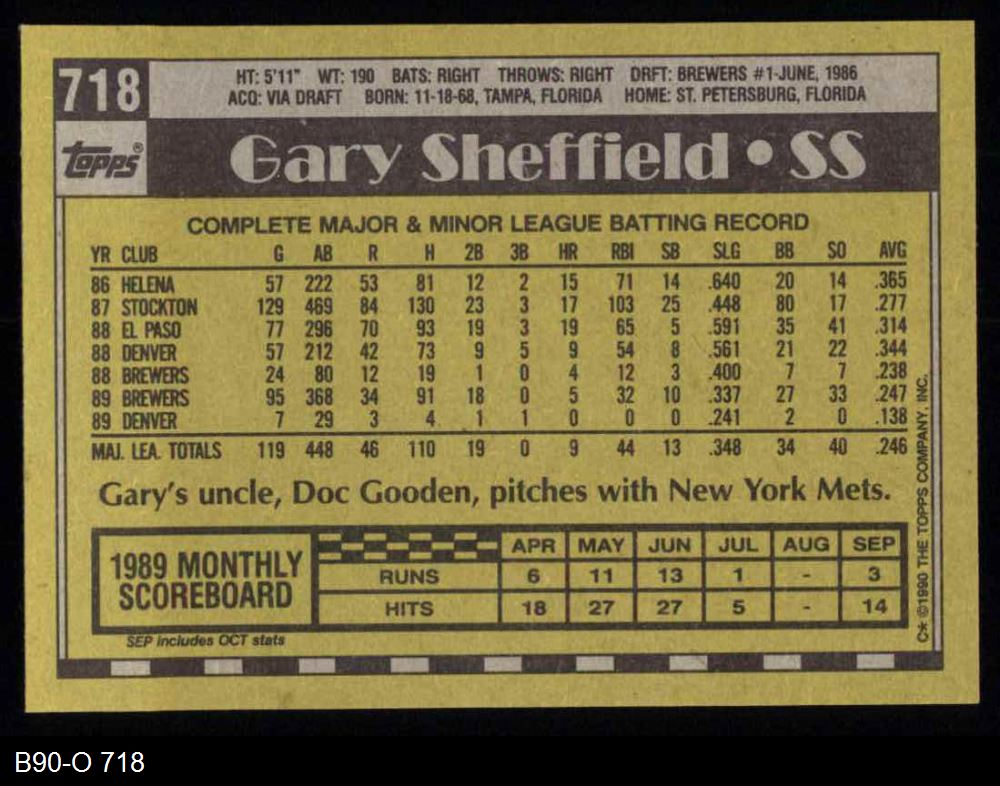 718
HT: 5'11" WT: 190 BATS: RIGHT THROWS: RIGHT DRFT: BREWERS #1-JUNE, 1986
ACQ: VIA DRAFT BORN: 11-18-68, TAMPA, FLORIDA HOME: ST. PETERSBURG, FLORIDA
topps®
Gary Sheffield • SS
COMPLETE MAJOR & MINOR LEAGUE BATTING RECORD
YR CLUB G AB R H 2B 3B HR RBI SB SLG BB SO AVG
86 HELENA 57 222 53 81 12 2 15 71 14 .640 20 14 .365
87 STOCKTON 129 469 84 130 23 3 17 103 25 .448 80 17 .277
88 EL PASO 77 296 70 93 19 3 19 65 5 .591 35 41 .314
88 DENVER 57 212 42 73 9 5 9 54 8 .561 21 22 .344
88 BREWERS 24 80 12 19 1 0 4 12 3 .400 7 7 .238
89 BREWERS 95 368 34 91 18 0 5 32 10 .337 27 33 .247
89 DENVER 7 29 3 4 1 1 0 0 0 .241 2 0 .138
MAJ. LEA. TOTALS 119 448 46 110 19 0 9 44 13 .348 34 40 .246
Gary's uncle, Doc Gooden, pitches with New York Mets.
1989 MONTHLY
SCOREBOARD
APR MAY JUN JUL AUG SEP
RUNS 6 11 13 1 - 3
HITS 18 27 27 5 - 14
SEP includes OCT stats
C* ©1990 THE TOPPS COMPANY, INC.
B90-O 718